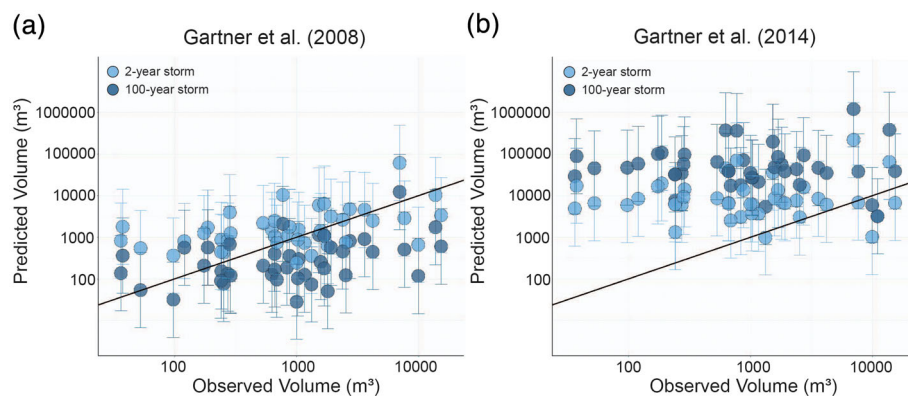 (a)
Gartner et al. (2008)
2-year storm
100-year storm
Predicted Volume (m³)
1000000
100000
10000
1000
100
100
1000
10000
Observed Volume (m³)
(b)
Gartner et al. (2014)
2-year storm
100-year storm
Predicted Volume (m³)
1000000
100000
10000
1000
100
100
1000
10000
Observed Volume (m³)